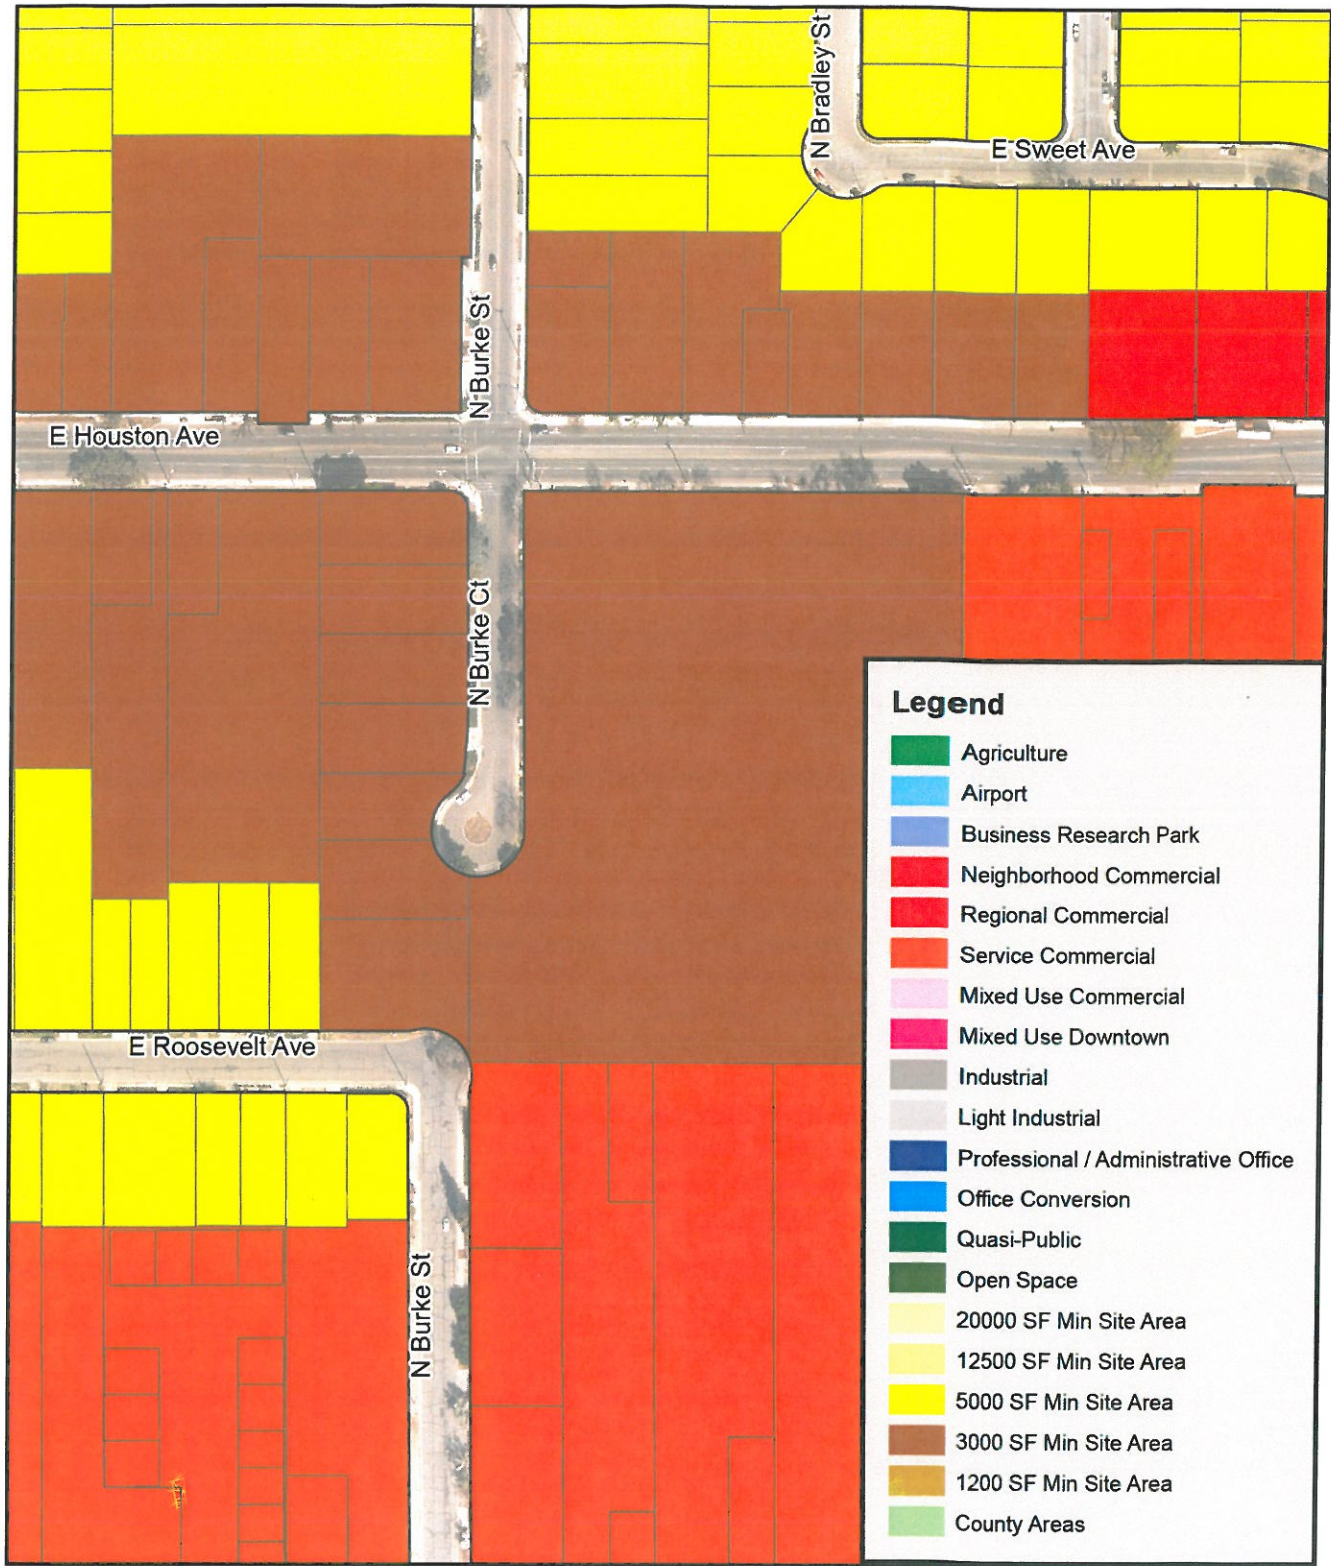 N Bradley St
E Sweet Ave
N Burke St
E Houston Ave
N Burke Ct
E Roosevelt Ave
N Burke St
Legend
Agriculture
Airport
Business Research Park
Neighborhood Commercial
Regional Commercial
Service Commercial
Mixed Use Commercial
Mixed Use Downtown
Industrial
Light Industrial
Professional / Administrative Office
Office Conversion
Quasi-Public
Open Space
20000 SF Min Site Area
12500 SF Min Site Area
5000 SF Min Site Area
3000 SF Min Site Area
1200 SF Min Site Area
County Areas